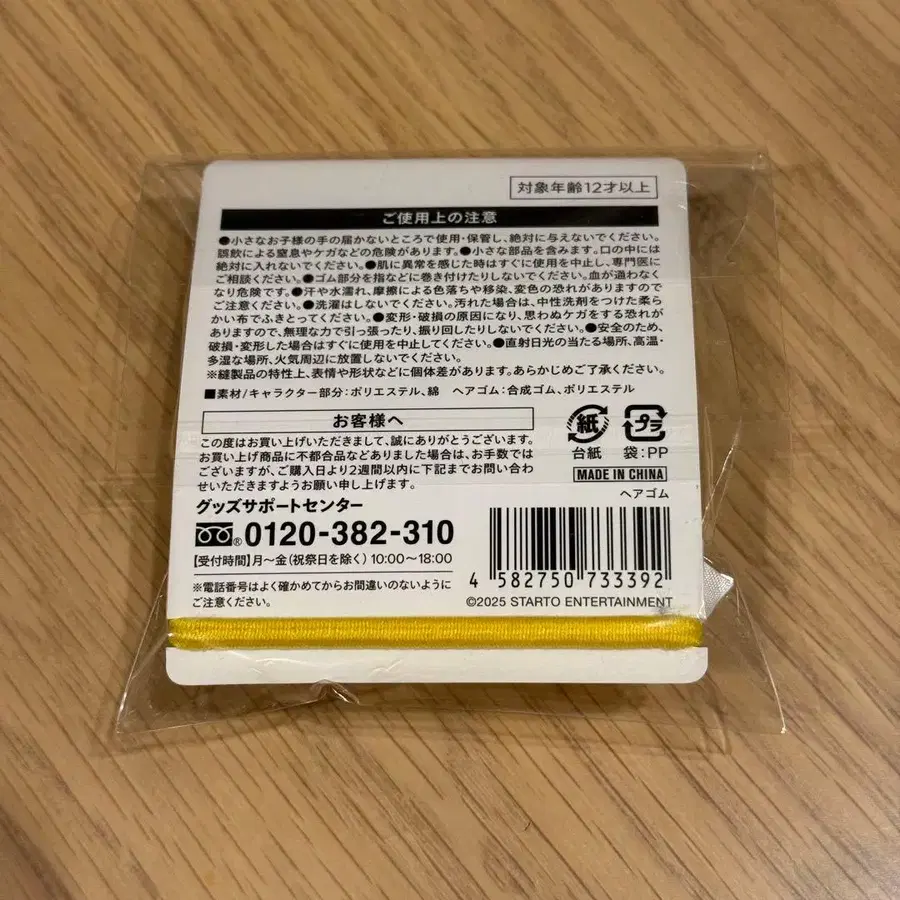 対象年齢12才以上
ご使用上の注意
●小さなお子様の手の届かないところで使用・保管し、絶対に与えないでください。
誤飲による窒息やケガなどの危険があります。●小さな部品を含みます。口の中には
絶対に入れないでください。●肌に異常を感じた時はすぐに使用を中止し、専門医に
ご相談ください。●ゴム部分を指などに巻き付けたりしないでください。血が通わなく
なり危険です。●汗や水濡れ、摩擦による色落ちや移染、変色の恐れがありますので
ご注意ください。●洗濯はしないでください。汚れた場合は、中性洗剤をつけた柔ら
かい布でふきとってください。●変形・破損の原因になり、思わぬケガをする恐れが
ありますので、無理な力で引っ張ったり、振り回したりしないでください。●安全のため、
破損・変形した場合はすぐに使用を中止してください。●直射日光の当たる場所、高温・
多湿な場所、火気周辺に放置しないでください。
※縫製品の特性上、表情や形状などに個体差があります。あらかじめご了承ください。
■素材/キャラクター部分:ポリエステル、綿 ヘアゴム:合成ゴム、ポリエステル
お客様へ
この度はお買い上げいただきまして、誠にありがとうございます。
お買い上げ商品に不都合品などありました場合は、お手数では
ございますが、ご購入日より2週間以内に下記までお問い合わ
せいただきますようお願い申し上げます。
グッズサポートセンター
®0120-382-310
【受付時間】月〜金(祝祭日を除く)10:00〜18:00
※電話番号はよく確かめてからお間違いのないように
ご注意ください。
紙
台紙
プラ
袋:PP
MADE IN CHINA
ヘアゴム
4 582750 733392
©2025 STARTO ENTERTAINMENT